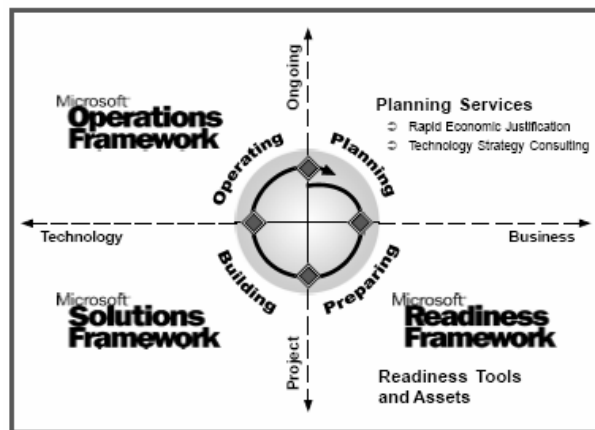 Ongoing
Microsoft
Operations
Framework
Planning Services
Rapid Economic Justification
Technology Strategy Consulting
Operating
Planning
Technology
Business
Building
Preparing
Microsoft
Solutions
Framework
Microsoft
Readiness
Framework
Project
Readiness Tools
and Assets